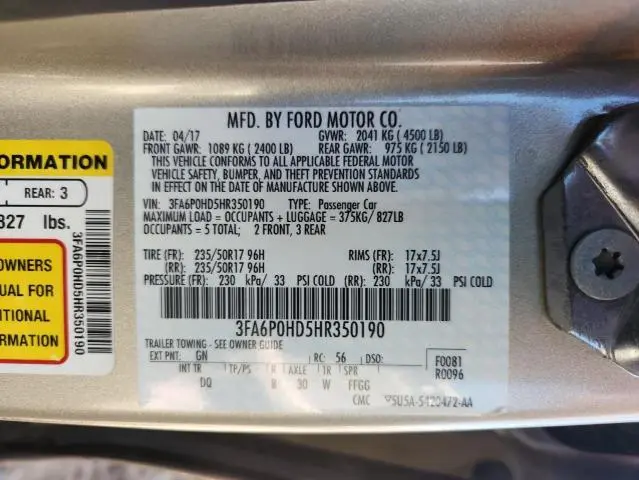 MFD. BY FORD MOTOR CO.
DATE: 04/17 GVWR: 2041 KG ( 4500 LB)
FRONT GAWR: 1089 KG ( 2400 LB) REAR GAWR: 975 KG ( 2150 LB)
THIS VEHICLE CONFORMS TO ALL APPLICABLE FEDERAL MOTOR
VEHICLE SAFETY, BUMPER, AND THEFT PREVENTION STANDARDS
IN EFFECT ON THE DATE OF MANUFACTURE SHOWN ABOVE.
VIN: 3FA6P0HD5HR350190 TYPE: Passenger Car
MAXIMUM LOAD = OCCUPANTS + LUGGAGE = 375KG/ 827LB
OCCUPANTS = 5 TOTAL; 2 FRONT, 3 REAR
TIRE (FR): 235/50R17 96H RIMS (FR): 17x7.5J
(RR): 235/50R17 96H (RR): 17x7.5J
PRESSURE (FR): 230 kPa/ 33 PSI COLD (RR): 230 kPa/ 33 PSI COLD
3FA6P0HD5HR350190
TRAILER TOWING - SEE OWNER GUIDE
EXT PNT: GN RC: 56 DSO: F0081
INT TR TP/PS R AXLE TR SPR R0096
DQ 30 W FFGG
CMC 5U5A-5420472-AA
ORMATION
REAR: 3
827 lbs.
OWNERS
UAL FOR
ITIONAL
ORMATION
3FA6P0HD5HR350190